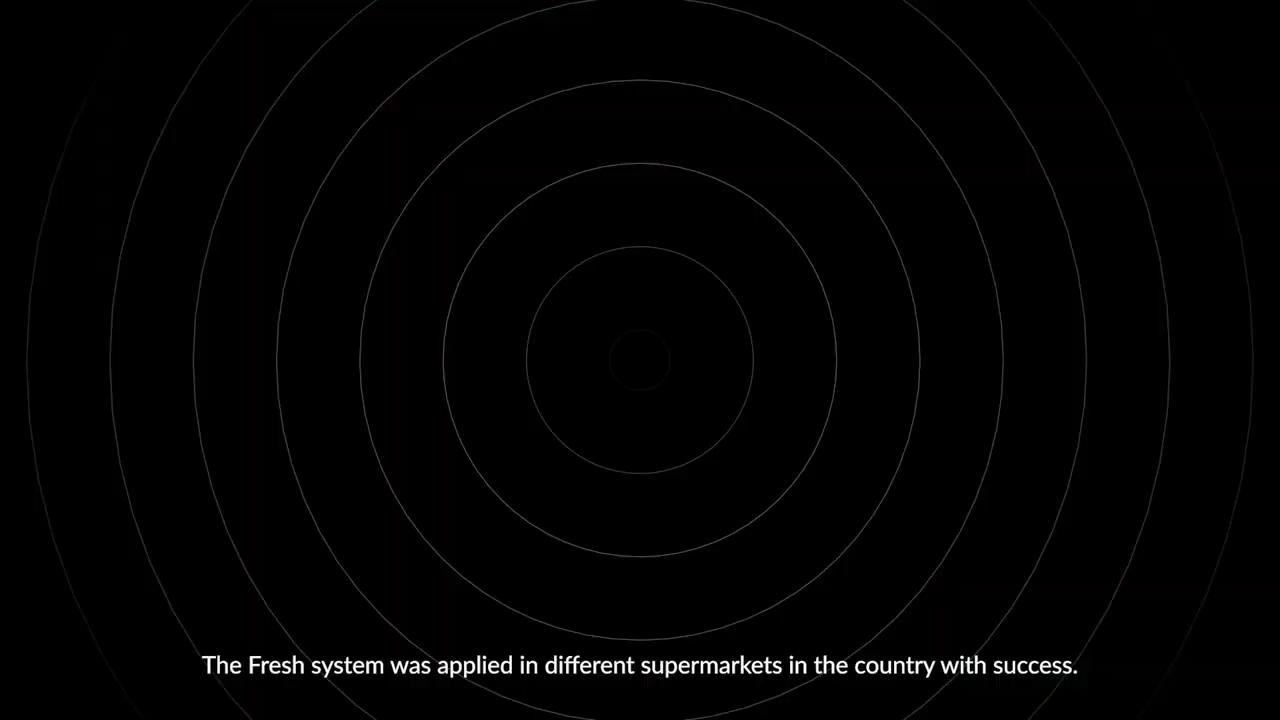 The Fresh system was applied in different supermarkets in the country with success.